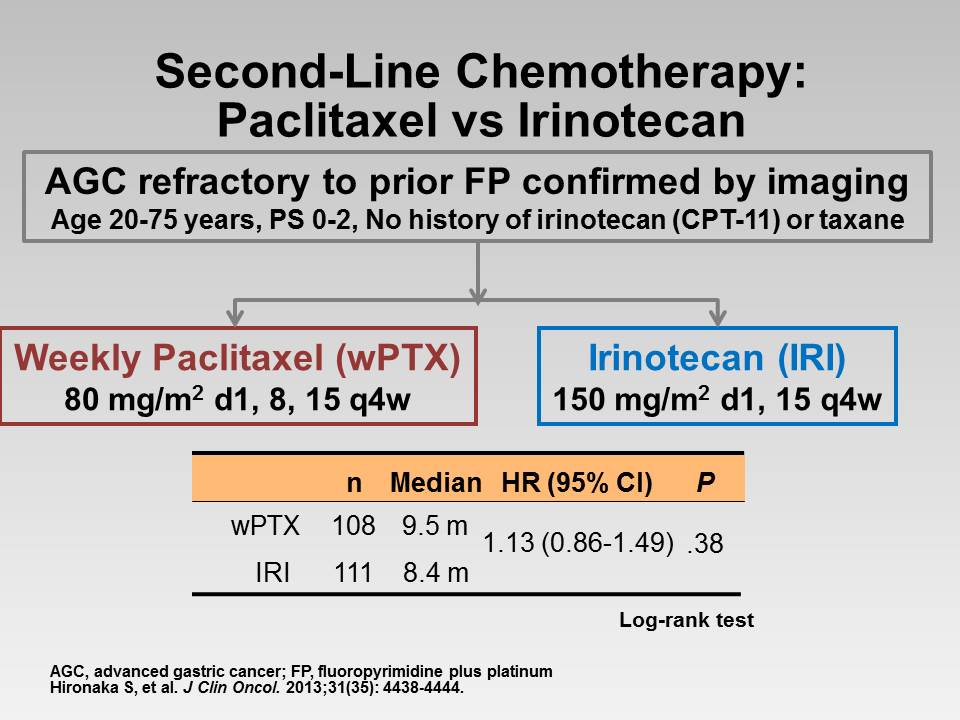 Second-Line Chemotherapy:
Paclitaxel vs Irinotecan
AGC refractory to prior FP confirmed by imaging
Age 20-75 years, PS 0-2, No history of irinotecan (CPT-11) or taxane
Weekly Paclitaxel (wPTX)
80 mg/m² d1, 8, 15 q4w
Irinotecan (IRI)
150 mg/m² d1, 15 q4w
n Median HR (95% CI) P
wPTX 108 9.5 m
1.13 (0.86-1.49) .38
IRI 111 8.4 m
Log-rank test
AGC, advanced gastric cancer; FP, fluoropyrimidine plus platinum
Hironaka S, et al. J Clin Oncol. 2013;31(35): 4438-4444.